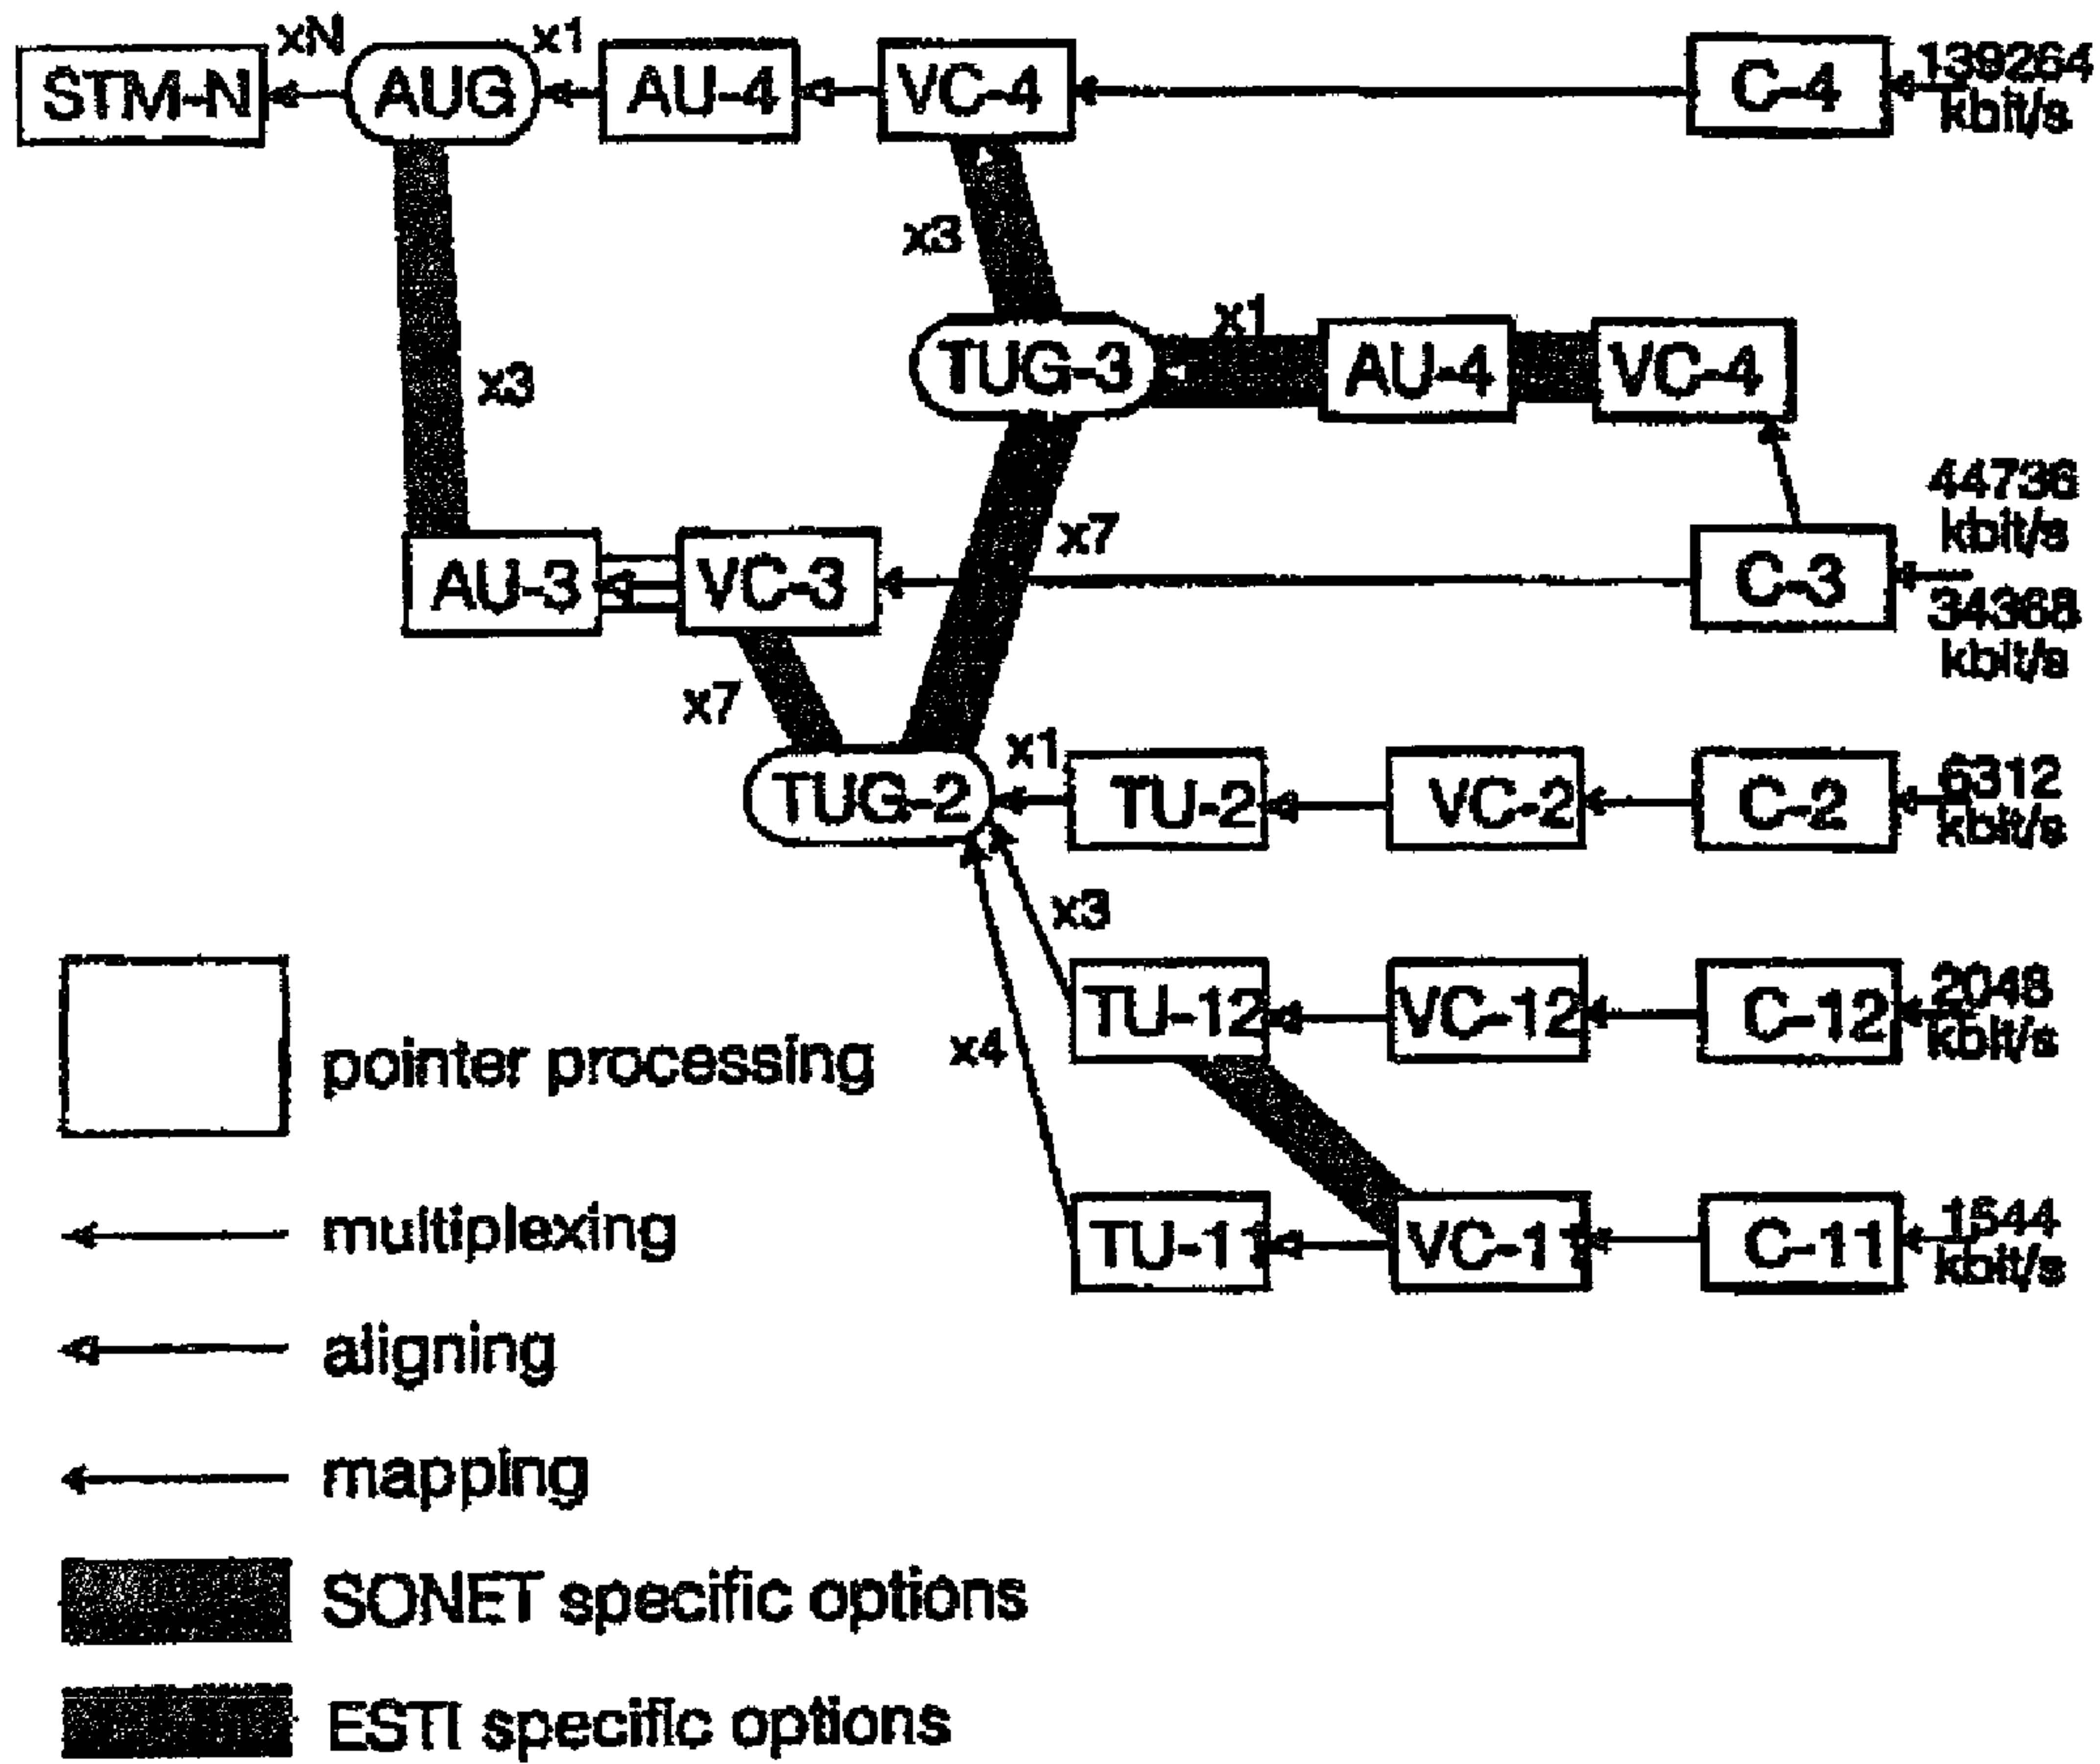 xN x1
STM-N AUG AU-4 VC-4 C-4 139264
kbit/s
x3
x1
TUG-3 AU-4 VC-4
x3
44736
kbit/s
x7
AU-3 VC-3 C-3
34368
kbit/s
x7
x1
TUG-2 TU-2 VC-2 C-2 6312
kbit/s
x3
TU-12 VC-12 C-12 2048
kbit/s
x4
pointer processing
TU-11 VC-11 C-11 1544
kbit/s
multiplexing
aligning
mapping
SONET specific options
ESTI specific options